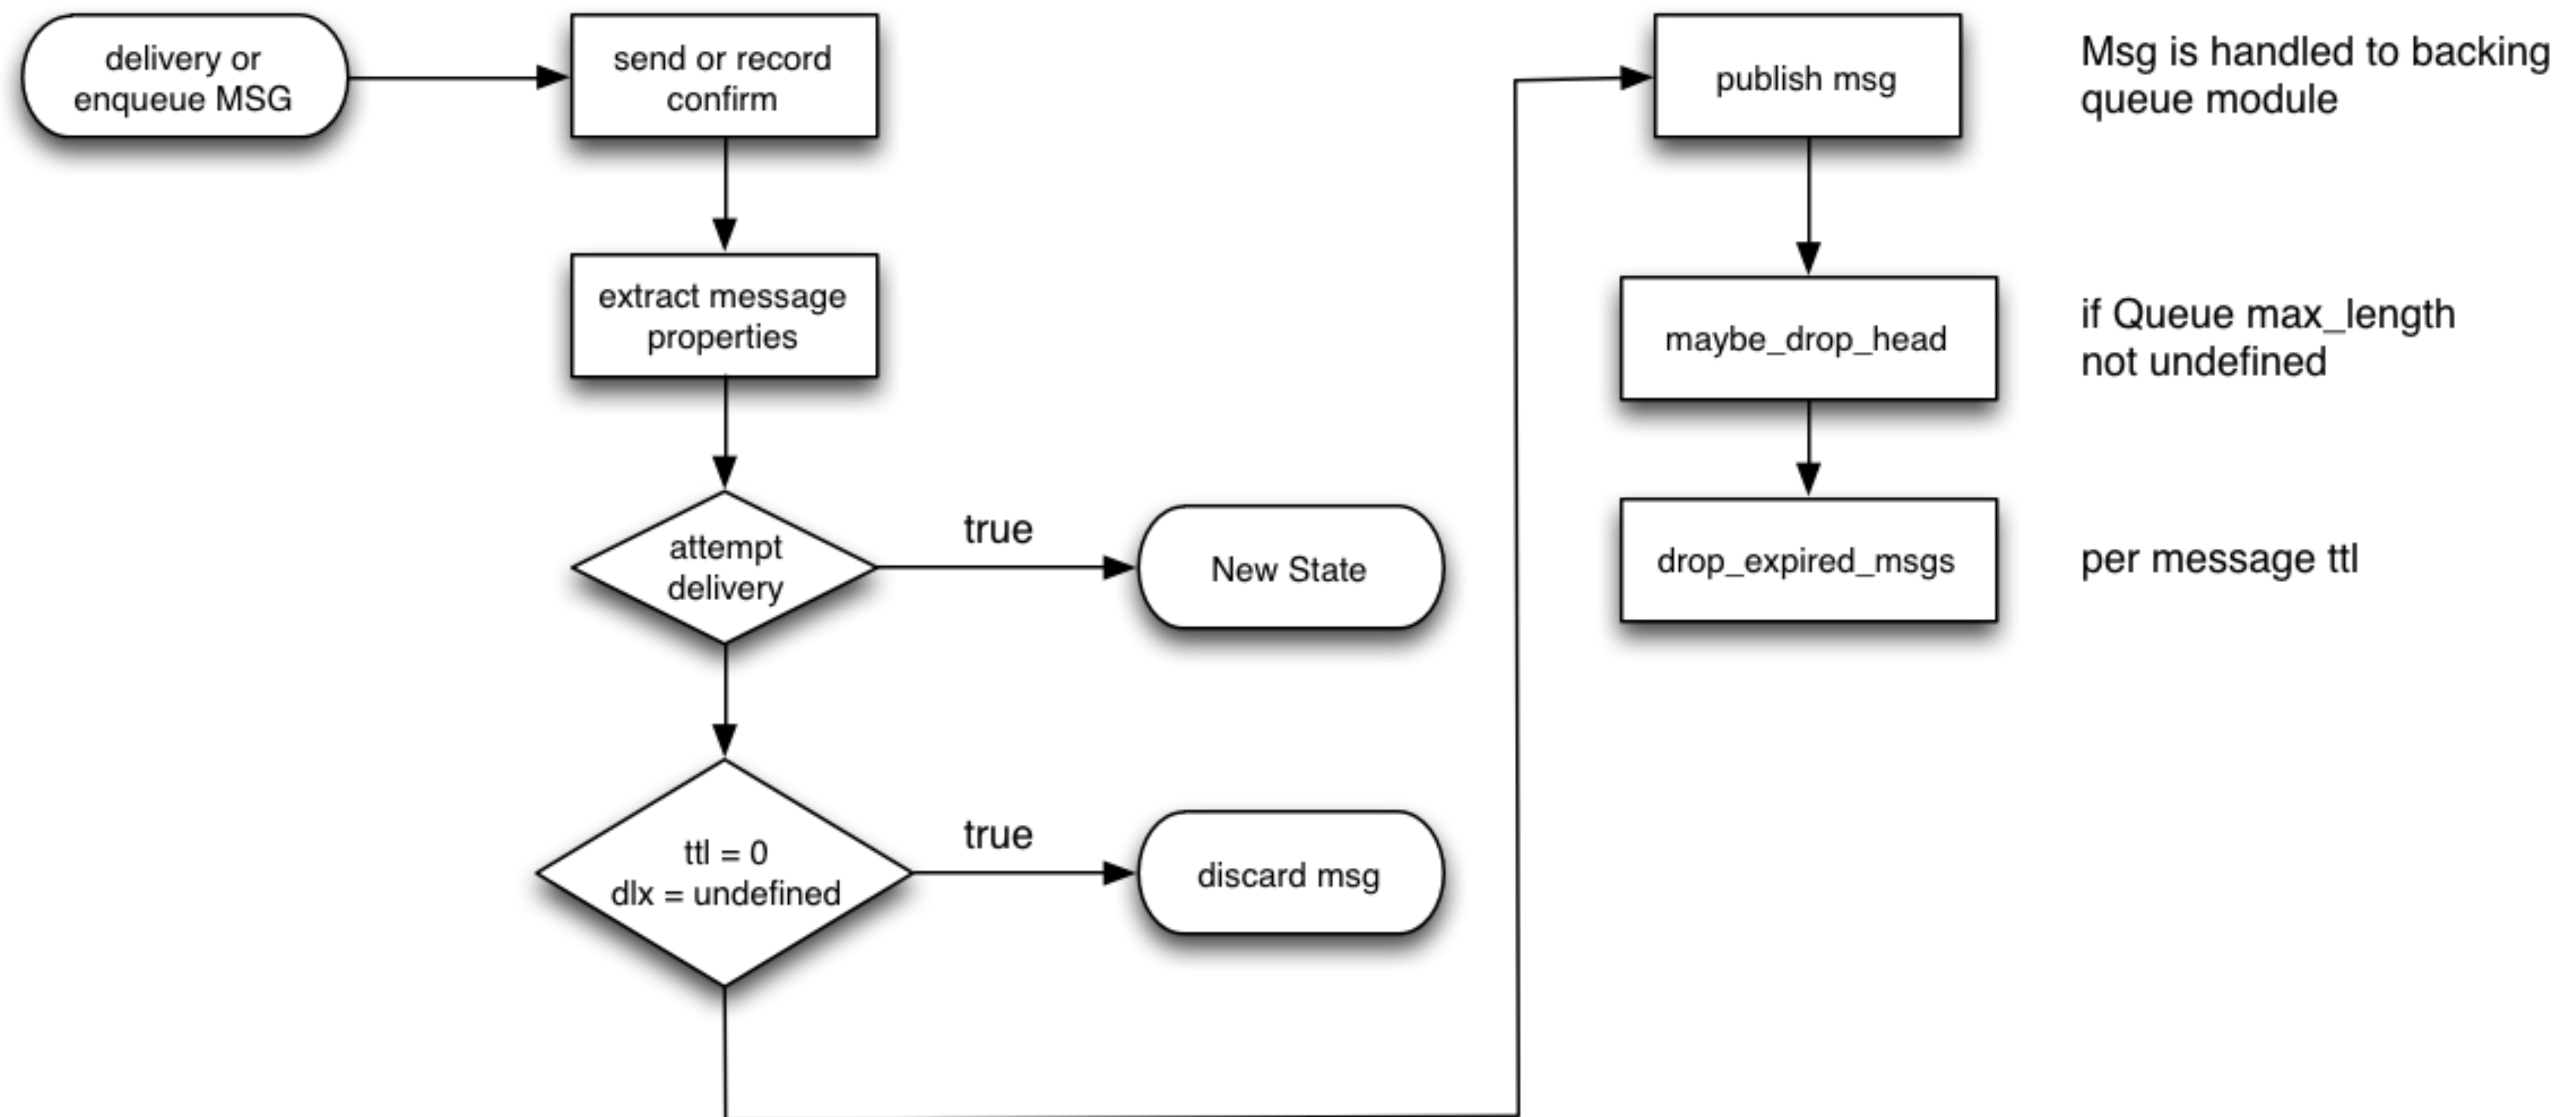 delivery or
enqueue MSG
send or record
confirm
extract message
properties
attempt
delivery
true
New State
ttl = 0
dlx = undefined
true
discard msg
publish msg
Msg is handled to backing
queue module
maybe_drop_head
if Queue max_length
not undefined
drop_expired_msgs
per message ttl